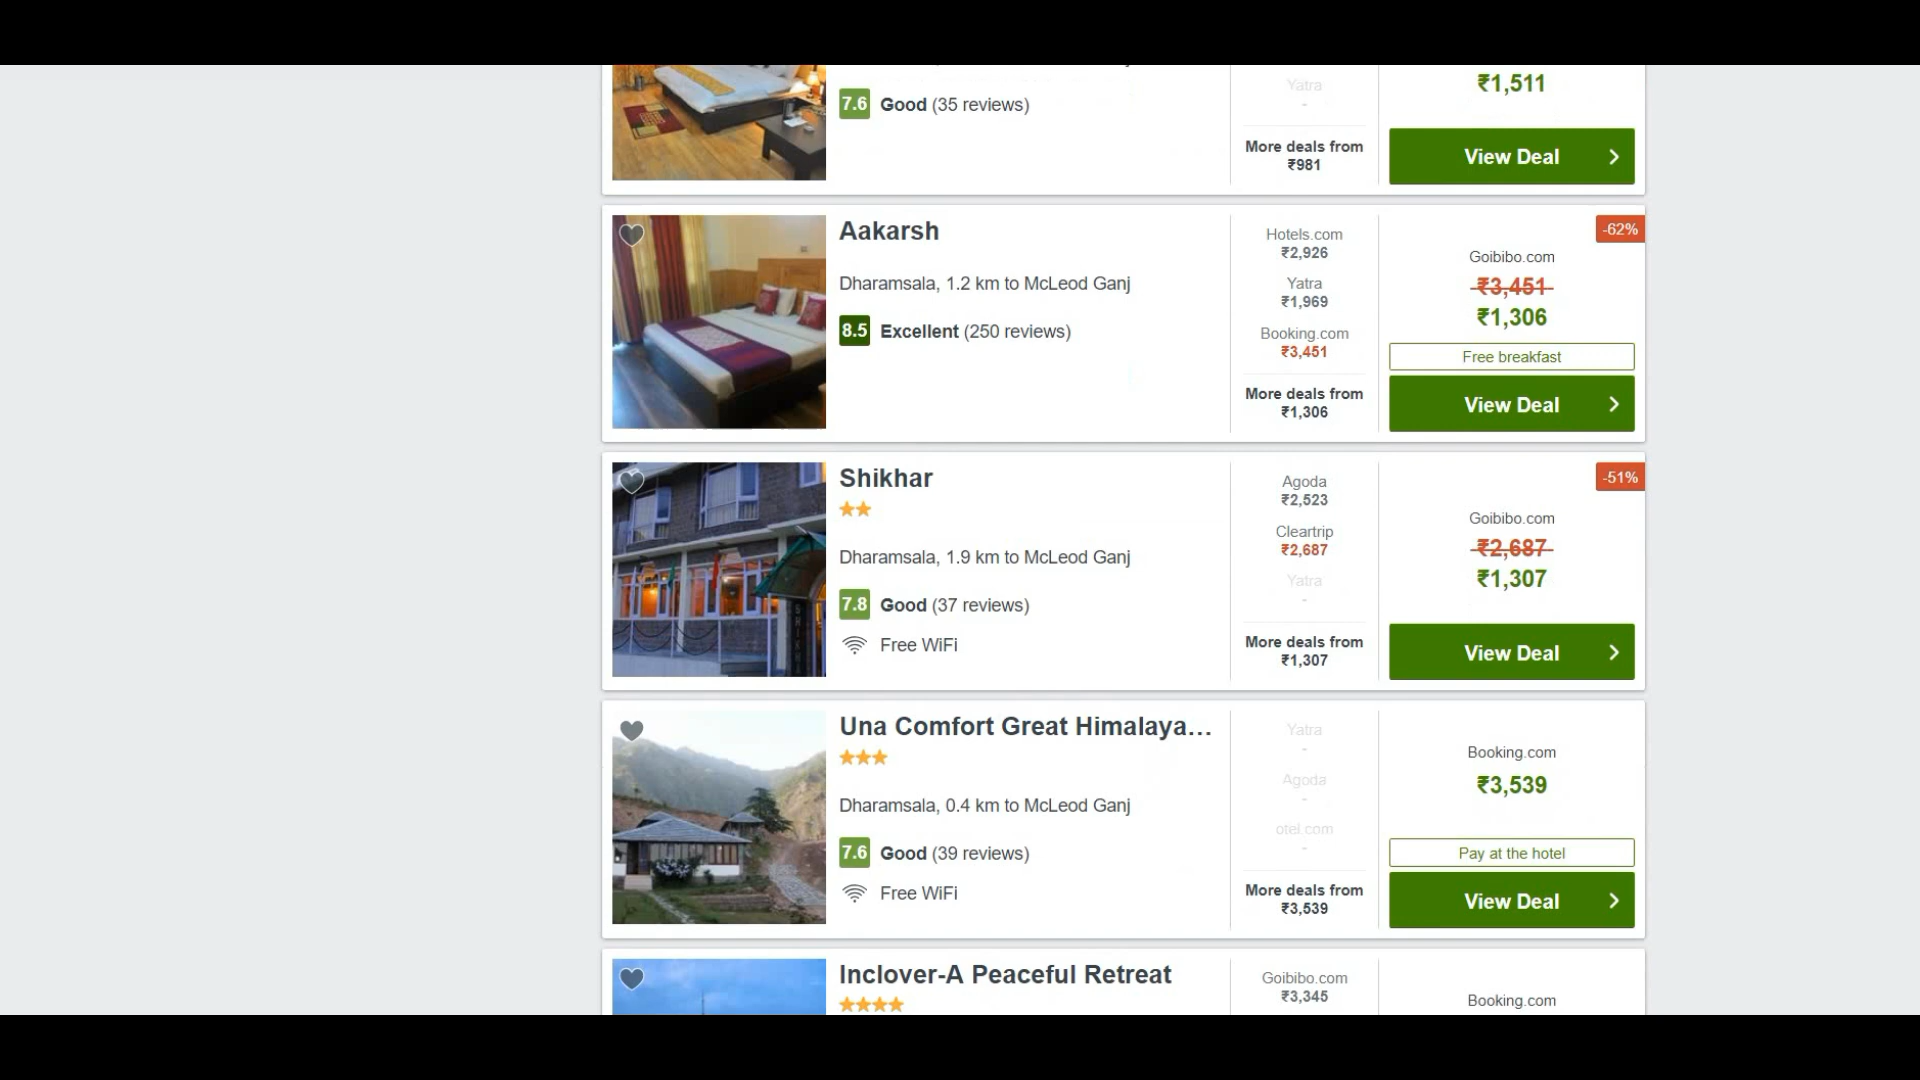 Yatra
-
₹1,511
7.6 Good (35 reviews)
More deals from
₹981
View Deal
Aakarsh
Dharamsala, 1.2 km to McLeod Ganj
8.5 Excellent (250 reviews)
Hotels.com
₹2,926
Yatra
₹1,969
Booking.com
₹3,451
More deals from
₹1,306
-62%
Goibibo.com
₹3,451
₹1,306
Free breakfast
View Deal
Shikhar
Dharamsala, 1.9 km to McLeod Ganj
7.8 Good (37 reviews)
Free WiFi
Agoda
₹2,523
Cleartrip
₹2,687
Yatra
-
More deals from
₹1,307
-51%
Goibibo.com
₹2,687
₹1,307
View Deal
Una Comfort Great Himalaya...
Dharamsala, 0.4 km to McLeod Ganj
7.6 Good (39 reviews)
Free WiFi
Yatra
-
Agoda
-
otel.com
-
More deals from
₹3,539
Booking.com
₹3,539
Pay at the hotel
View Deal
Inclover-A Peaceful Retreat
Goibibo.com
₹3,345
Booking.com